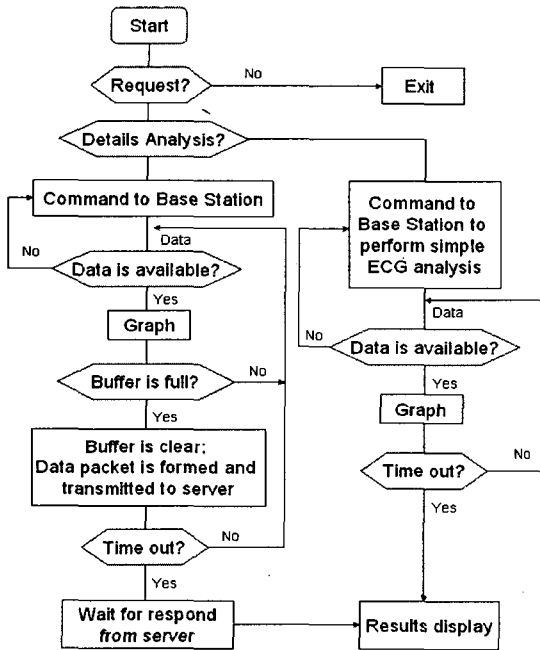 Start
Request?
No
Exit
Details Analysis?
Command to Base Station
Data
No
Data is available?
Yes
Graph
Buffer is full?
No
Yes
Buffer is clear;
Data packet is formed and
transmitted to server
Time out?
No
Yes
Wait for respond
from server
Command to
Base Station to
perform simple
ECG analysis
Data
No
Data is available?
Yes
Graph
Time out?
No
Yes
Results display